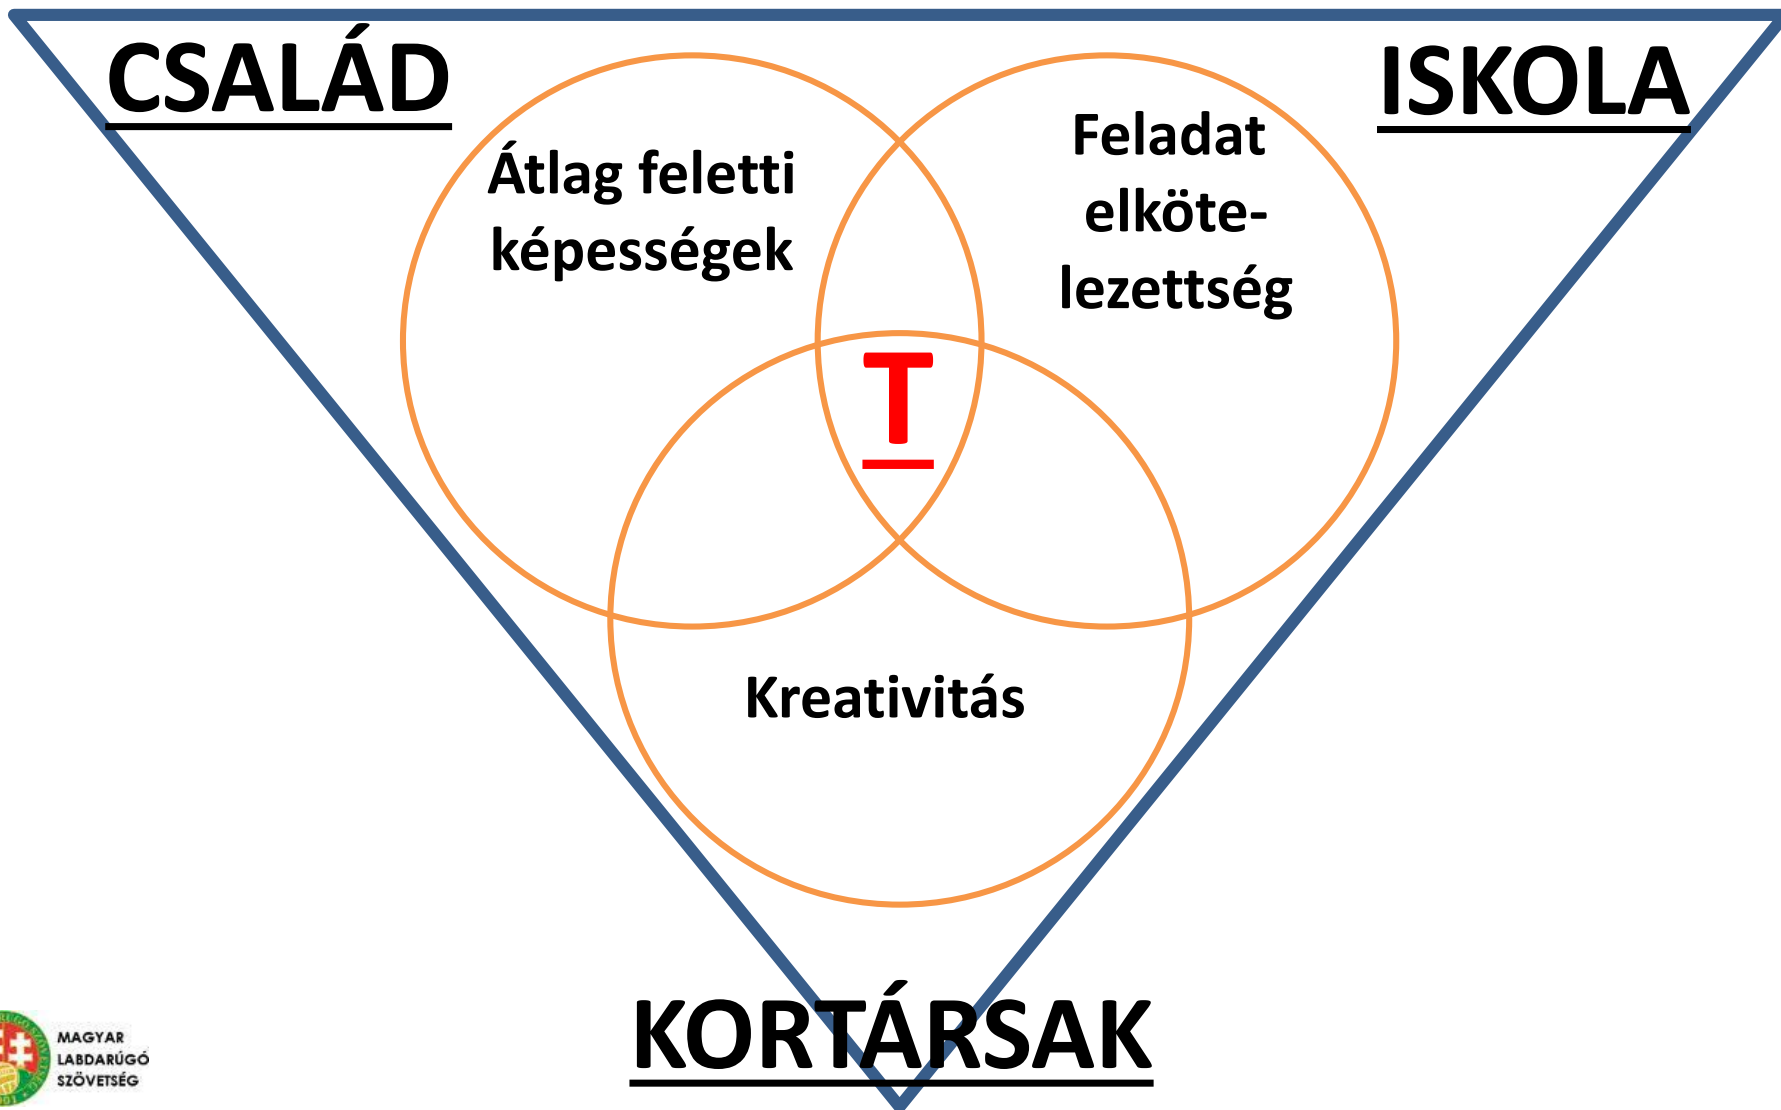 CSALÁD
ISKOLA
Átlag feletti
képességek
Feladat
elköte-
lezettség
T
Kreativitás
KORTÁRSAK
MAGYAR
LABDARÚGÓ
SZÖVETSÉG